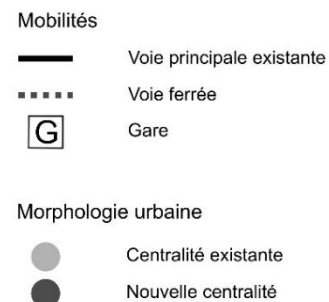 Mobilités
Voie principale existante
Voie ferrée
G Gare
Morphologie urbaine
Centralité existante
Nouvelle centralité